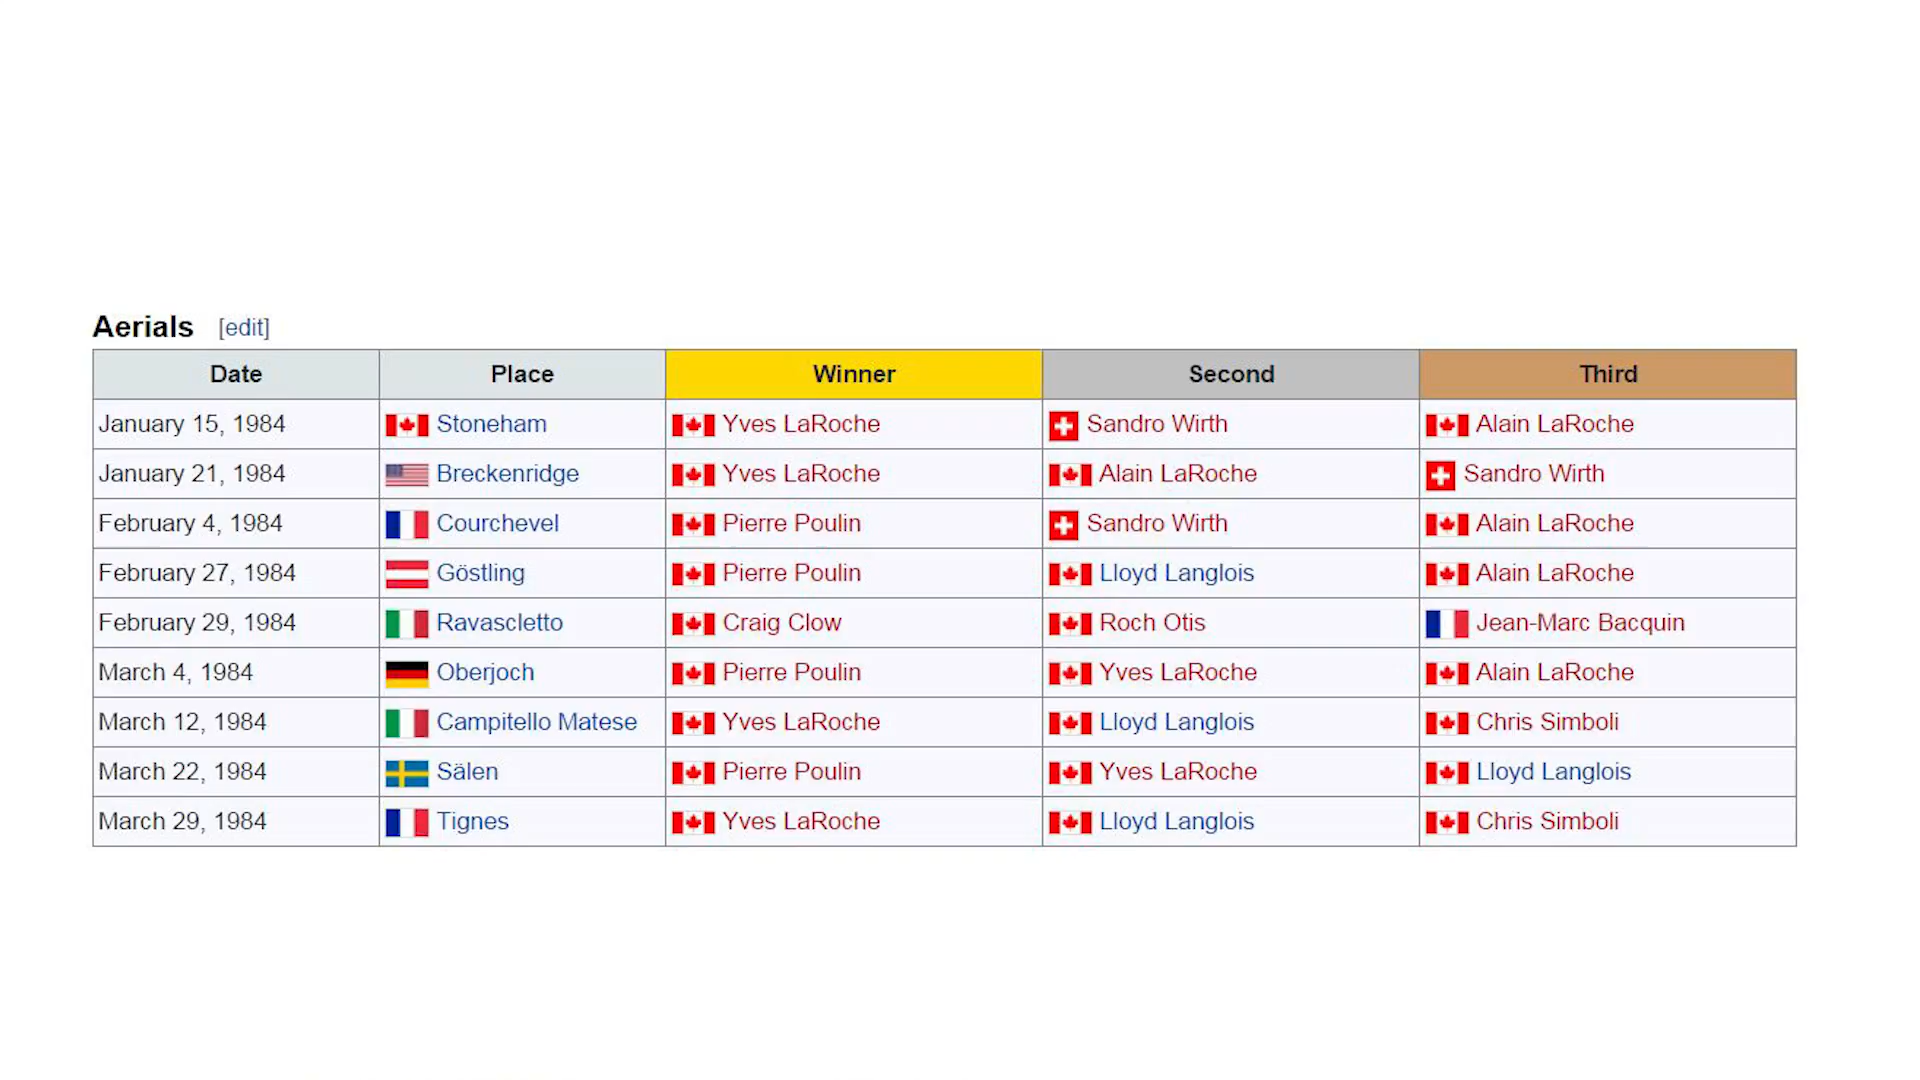 Aerials [edit]
Date Place Winner Second Third
January 15, 1984 Stoneham Yves LaRoche Sandro Wirth Alain LaRoche
January 21, 1984 Breckenridge Yves LaRoche Alain LaRoche Sandro Wirth
February 4, 1984 Courchevel Pierre Poulin Sandro Wirth Alain LaRoche
February 27, 1984 Göstling Pierre Poulin Lloyd Langlois Alain LaRoche
February 29, 1984 Ravascletto Craig Clow Roch Otis Jean-Marc Bacquin
March 4, 1984 Oberjoch Pierre Poulin Yves LaRoche Alain LaRoche
March 12, 1984 Campitello Matese Yves LaRoche Lloyd Langlois Chris Simboli
March 22, 1984 Sälen Pierre Poulin Yves LaRoche Lloyd Langlois
March 29, 1984 Tignes Yves LaRoche Lloyd Langlois Chris Simboli